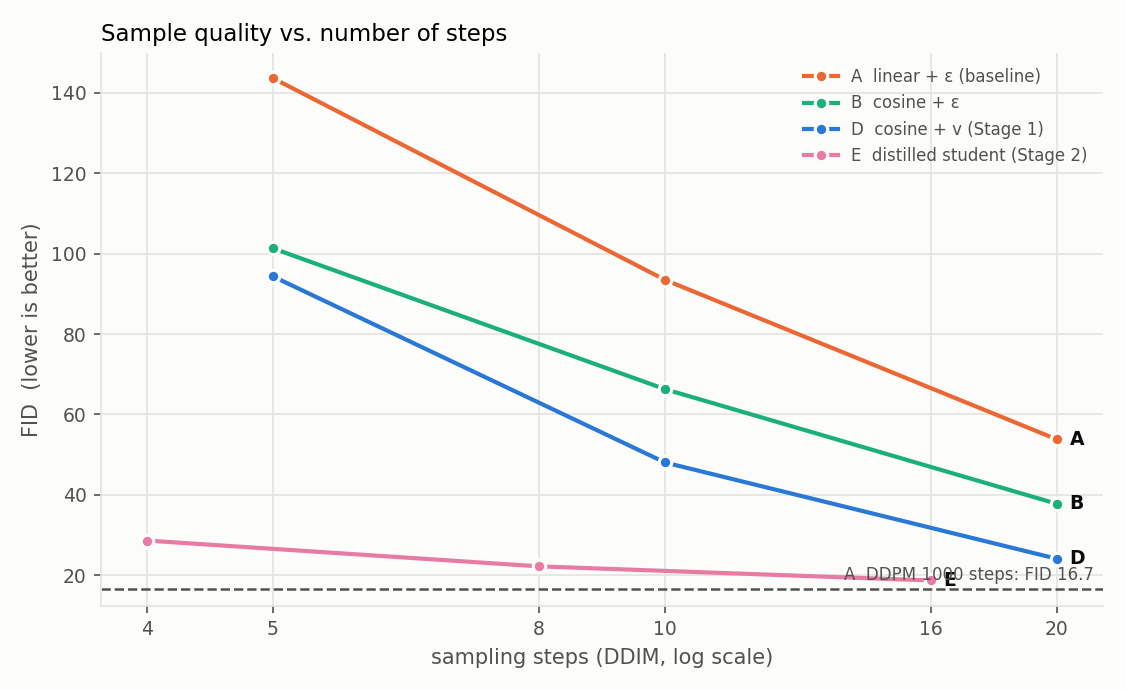 Sample quality vs. number of steps
A linear + ε (baseline)
B cosine + ε
D cosine + v (Stage 1)
E distilled student (Stage 2)
FID (lower is better)
140
120
100
80
60
40
20
A
B
D
E
A DDPM 1000 steps: FID 16.7
4 5 8 10 16 20
sampling steps (DDIM, log scale)